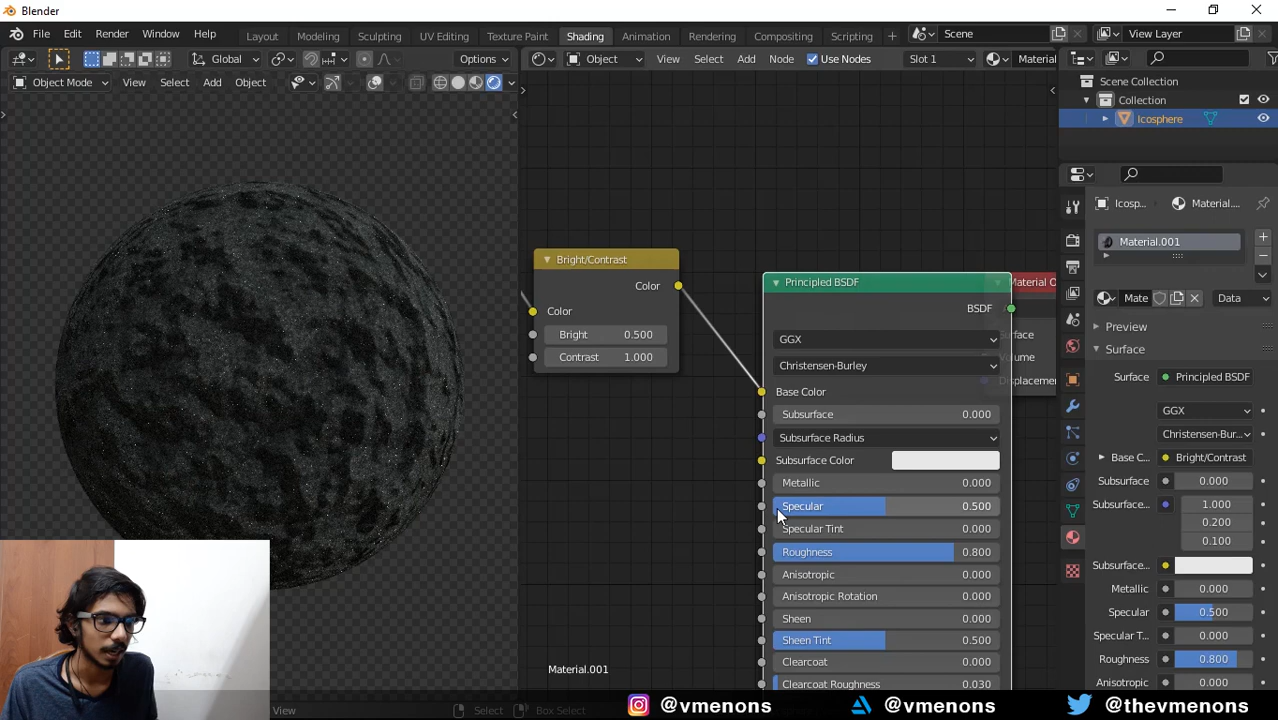 Blender
File Edit Render Window Help Layout Modeling Sculpting UV Editing Texture Paint Shading Animation Rendering Compositing Scripting + Scene View Layer
Global Options Object View Select Add Node Use Nodes Slot 1 Material
Object Mode View Select Add Object
Scene Collection
Collection
Icosphere
Icosp... Material....
Material.001
Mate Data
Preview
Surface
Surface Principled BSDF
GGX
Christensen-Bur...
Base C... Bright/Contrast
Subsurface 0.000
Subsurface... 1.000
0.200
0.100
Subsurface... 
Metallic 0.000
Specular 0.500
Specular T... 0.000
Roughness 0.800
Anisotropic 0.000
Bright/Contrast
Color
Color
Bright 0.500
Contrast 1.000
Principled BSDF
BSDF
GGX
Christensen-Burley
Base Color
Subsurface 0.000
Subsurface Radius
Subsurface Color
Metallic 0.000
Specular 0.500
Specular Tint 0.000
Roughness 0.800
Anisotropic 0.000
Anisotropic Rotation 0.000
Sheen 0.000
Sheen Tint 0.500
Clearcoat 0.000
Clearcoat Roughness 0.030
Material O
Surface
Volume
Displacemen
Material.001
View Select Box Select
@vmenons @vmenons @thevmenons